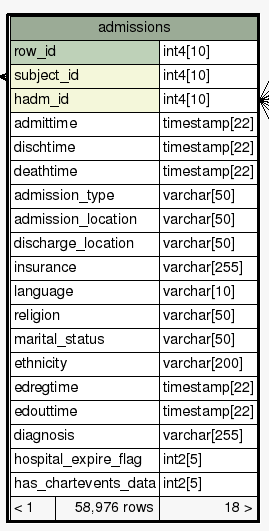 admissions
row_id int4[10]
subject_id int4[10]
hadm_id int4[10]
admittime timestamp[22]
dischtime timestamp[22]
deathtime timestamp[22]
admission_type varchar[50]
admission_location varchar[50]
discharge_location varchar[50]
insurance varchar[255]
language varchar[10]
religion varchar[50]
marital_status varchar[50]
ethnicity varchar[200]
edregtime timestamp[22]
edouttime timestamp[22]
diagnosis varchar[255]
hospital_expire_flag int2[5]
has_chartevents_data int2[5]
< 1 58,976 rows 18 >